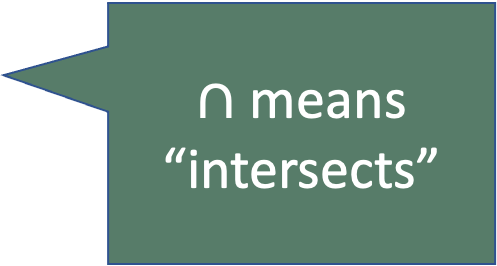 ∩ means
“intersects”